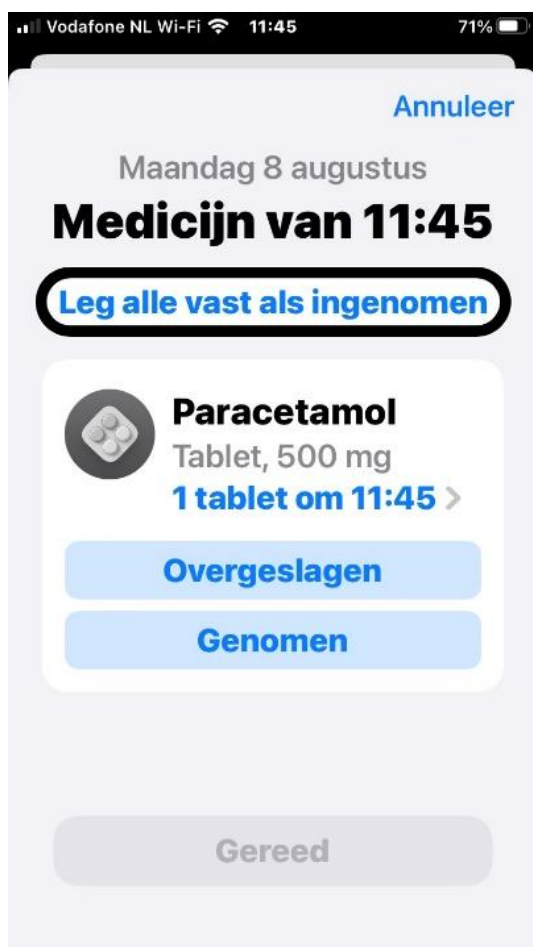 Vodafone NL Wi-Fi 11:45 71%
Annuleer
Maandag 8 augustus
Medicijn van 11:45
Leg alle vast als ingenomen
Paracetamol
Tablet, 500 mg
1 tablet om 11:45
Overgeslagen
Genomen
Gereed